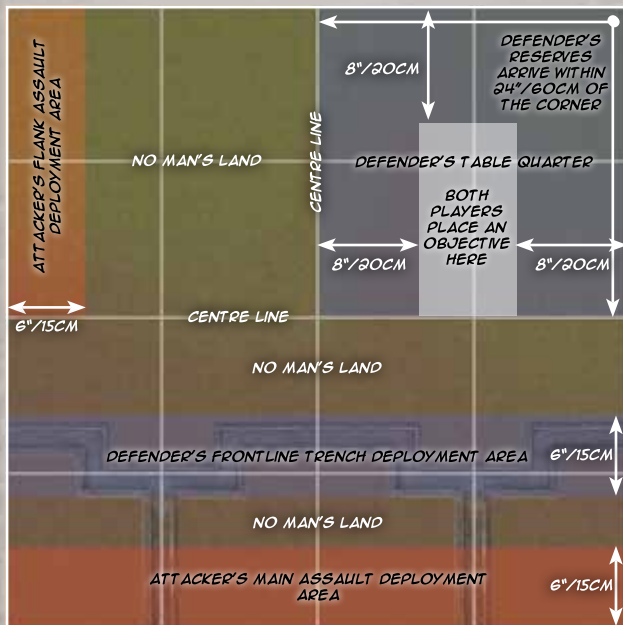 ATTACKER'S FLANK ASSAULT
DEPLOYMENT AREA
8"/20CM
DEFENDER'S
RESERVES
ARRIVE WITHIN
24"/60CM OF
THE CORNER
NO MAN'S LAND
CENTRE LINE
DEFENDER'S TABLE QUARTER
BOTH
PLAYERS
PLACE AN
OBJECTIVE
HERE
8"/20CM
8"/20CM
6"/15CM
CENTRE LINE
NO MAN'S LAND
DEFENDER'S FRONTLINE TRENCH DEPLOYMENT AREA
6"/15CM
NO MAN'S LAND
ATTACKER'S MAIN ASSAULT DEPLOYMENT
AREA
6"/15CM